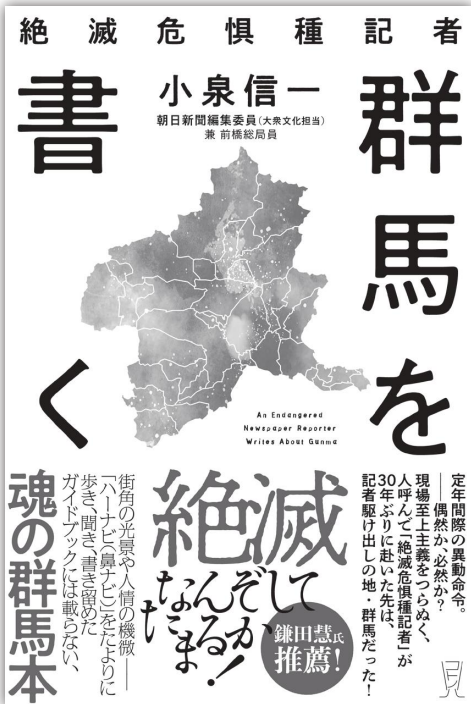 絶滅危惧種記者
群馬を
書く
小泉信一
朝日新聞編集委員(大衆文化担当)
兼 前橋総局員
An Endangered
Newspaper Reporter
Writes About Gunma
定年間際の異動命令。
――偶然か、必然か?
現場至上主義をつらぬく、
人呼んで「絶滅危惧種記者」が
30年ぶりに赴いた先は、
記者駆け出しの地・群馬だった!
絶滅して
なんぞ
たまるか!
鎌田慧氏
推薦!
街角の光景や人情の機微――
「ハーナビ(鼻ナビ)」をたよりに
歩き、聞き、書き留めた
ガイドブックには載らない、
魂の群馬本